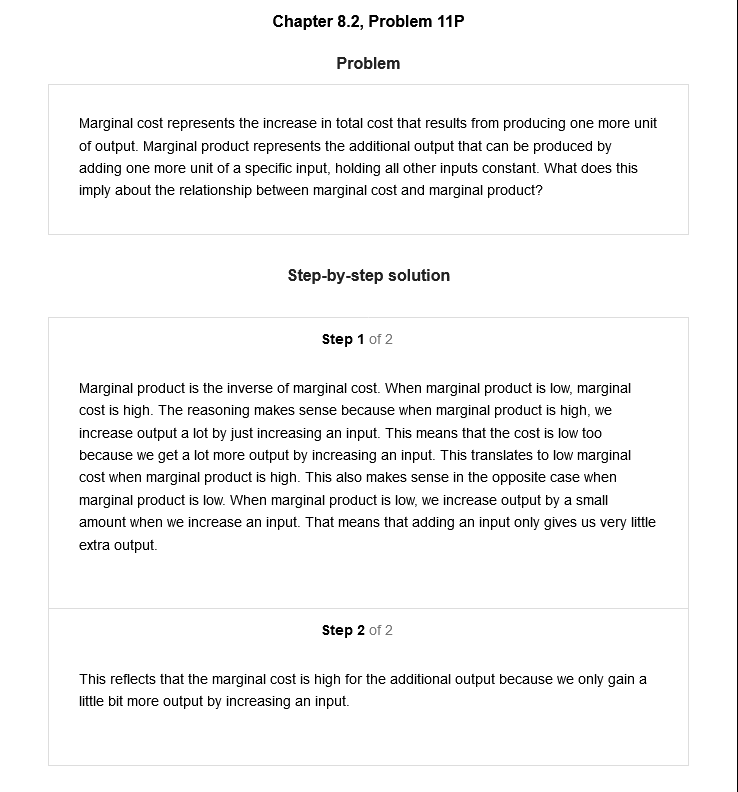 Chapter 8.2, Problem 11P
Problem
Marginal cost represents the increase in total cost that results from producing one more unit
of output. Marginal product represents the additional output that can be produced by
adding one more unit of a specific input, holding all other inputs constant. What does this
imply about the relationship between marginal cost and marginal product?
Step-by-step solution
Step 1 of 2
Marginal product is the inverse of marginal cost. When marginal product is low, marginal
cost is high. The reasoning makes sense because when marginal product is high, we
increase output a lot by just increasing an input. This means that the cost is low too
because we get a lot more output by increasing an input. This translates to low marginal
cost when marginal product is high. This also makes sense in the opposite case when
marginal product is low. When marginal product is low, we increase output by a small
amount when we increase an input. That means that adding an input only gives us very little
extra output.
Step 2 of 2
This reflects that the marginal cost is high for the additional output because we only gain a
little bit more output by increasing an input.